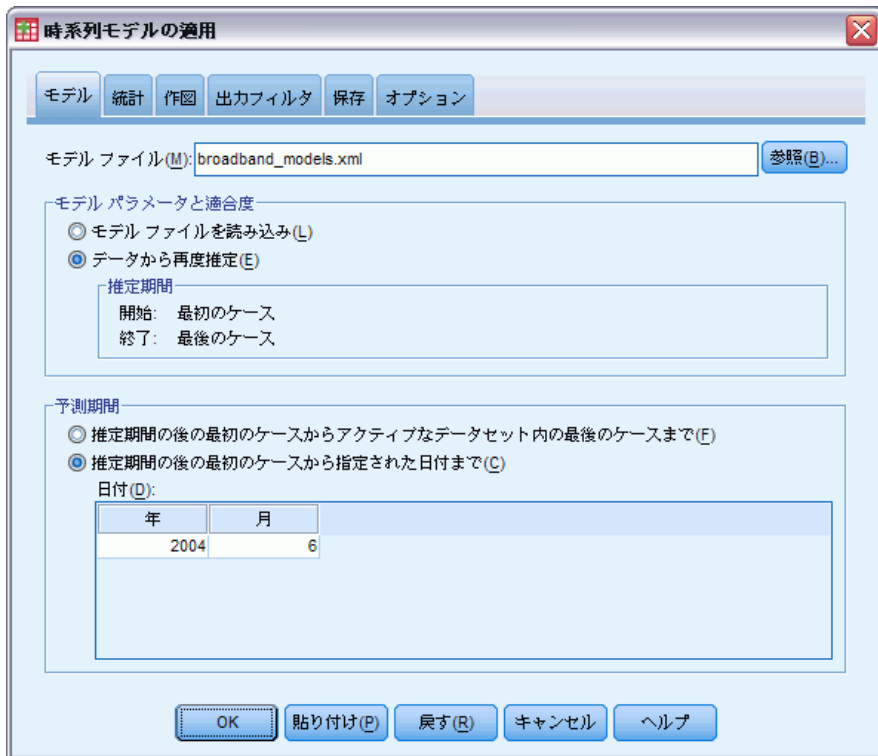 時系列モデルの適用
モデル 統計 作図 出力フィルタ 保存 オプション
モデル ファイル(M): broadband_models.xml 参照(B)...
モデル パラメータと適合度
モデル ファイルを読み込み(L)
データから再度推定(E)
推定期間
開始: 最初のケース
終了: 最後のケース
予測期間
推定期間の後の最初のケースからアクティブなデータセット内の最後のケースまで(F)
推定期間の後の最初のケースから指定された日付まで(C)
日付(D):
年 月
2004 6
OK 貼り付け(P) 戻す(R) キャンセル ヘルプ